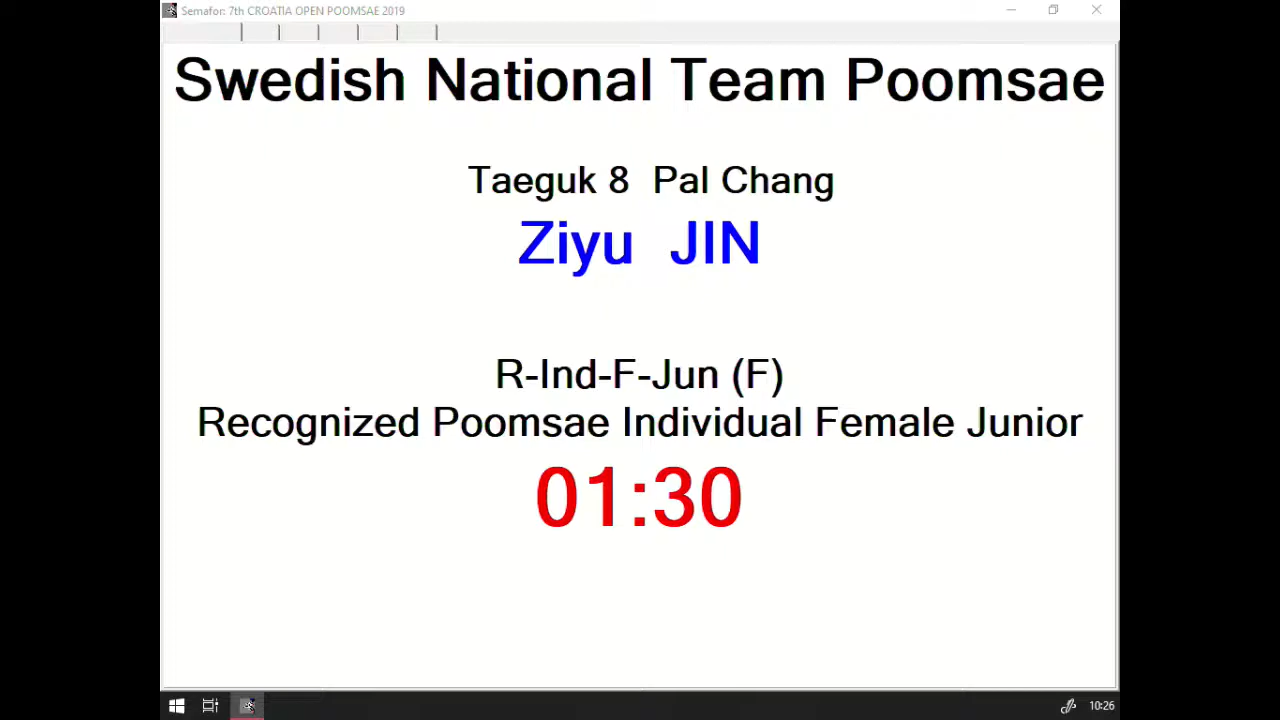 Semafor: 7th CROATIA OPEN POOMSAE 2019
Swedish National Team Poomsae
Taeguk 8 Pal Chang
Ziyu JIN
R-Ind-F-Jun (F)
Recognized Poomsae Individual Female Junior
01:30
10:26